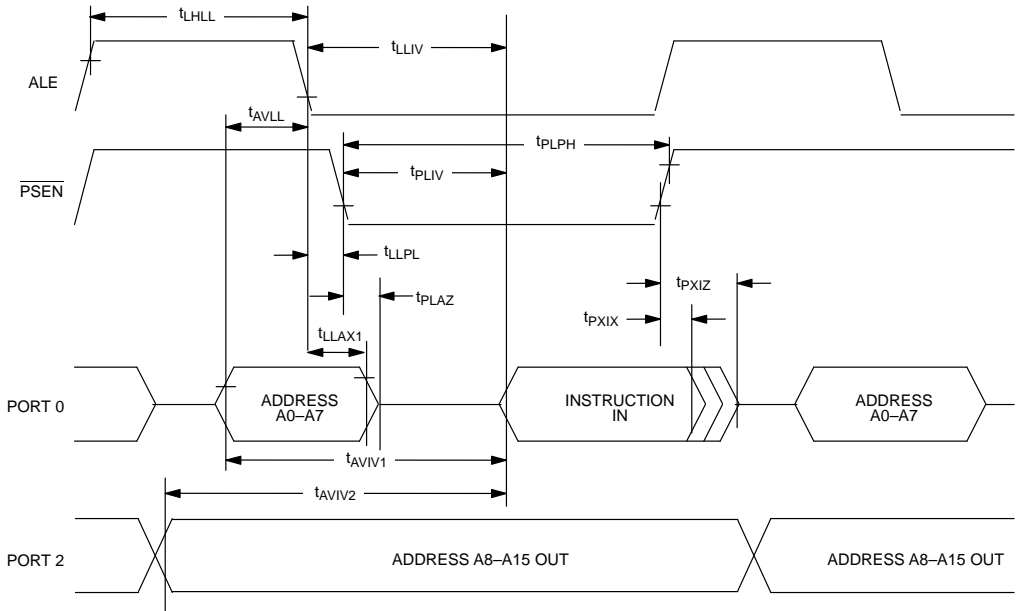 tLHLL
tLLIV
ALE
tAVLL
tPLPH
PSEN
tPLIV
tLLPL
tPLAZ
tPXIZ
tPXIX
tLLAX1
PORT 0
ADDRESS
A0–A7
INSTRUCTION
IN
ADDRESS
A0–A7
tAVIV1
tAVIV2
PORT 2
ADDRESS A8–A15 OUT
ADDRESS A8–A15 OUT